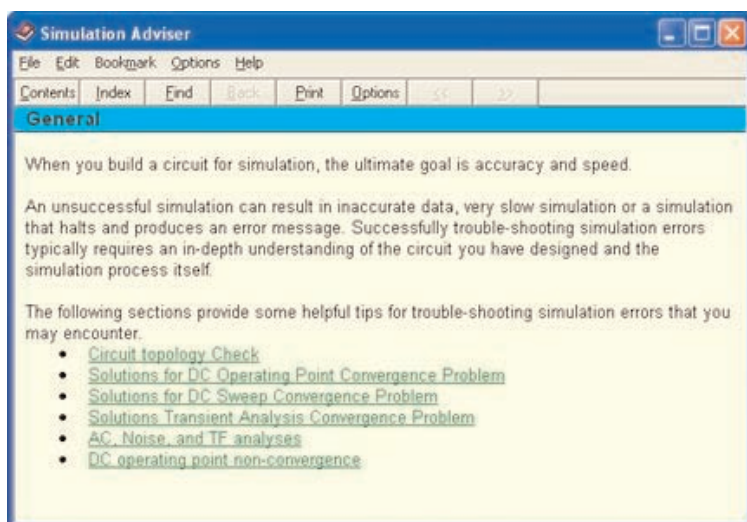 Simulation Adviser
File Edit Bookmark Options Help
Contents Index Find Back Print Options << >>
General
When you build a circuit for simulation, the ultimate goal is accuracy and speed.
An unsuccessful simulation can result in inaccurate data, very slow simulation or a simulation
that halts and produces an error message. Successfully trouble-shooting simulation errors
typically requires an in-depth understanding of the circuit you have designed and the
simulation process itself.
The following sections provide some helpful tips for trouble-shooting simulation errors that you
may encounter.
• Circuit topology Check
• Solutions for DC Operating Point Convergence Problem
• Solutions for DC Sweep Convergence Problem
• Solutions Transient Analysis Convergence Problem
• AC, Noise, and TF analyses
• DC operating point non-convergence